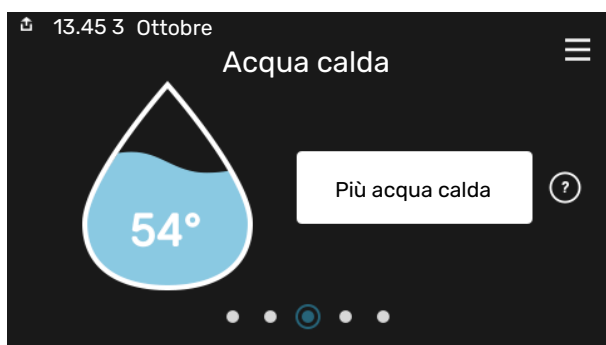 13.45 3 Ottobre
Acqua calda
54°
Più acqua calda
?